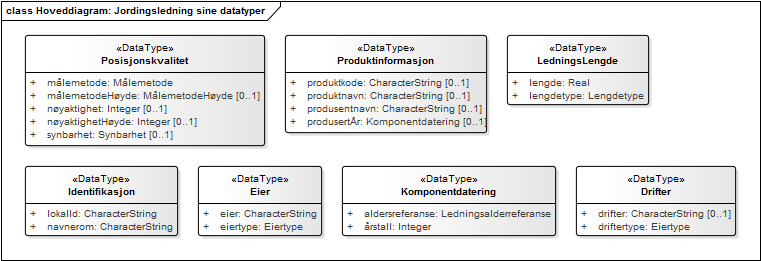 class Hoveddiagram: Jordingsledning sine datatyper
«DataType»
Posisjonskvalitet
+ målemetode: Målemetode
+ målemetodeHøyde: MålemetodeHøyde [0..1]
+ nøyaktighet: Integer [0..1]
+ nøyaktighetHøyde: Integer [0..1]
+ synbarhet: Synbarhet [0..1]
«DataType»
Produktinformasjon
+ produktkode: CharacterString [0..1]
+ produktnavn: CharacterString [0..1]
+ produsentnavn: CharacterString [0..1]
+ produsertÅr: Komponentdatering [0..1]
«DataType»
LedningsLengde
+ lengde: Real
+ lengdetype: Lengdetype
«DataType»
Identifikasjon
+ lokalId: CharacterString
+ navnerom: CharacterString
«DataType»
Eier
+ eier: CharacterString
+ eiertype: Eiertype
«DataType»
Komponentdatering
+ aldersreferanse: Ledningsalderreferanse
+ årstall: Integer
«DataType»
Drifter
+ drifter: CharacterString [0..1]
+ driftertype: Eiertype